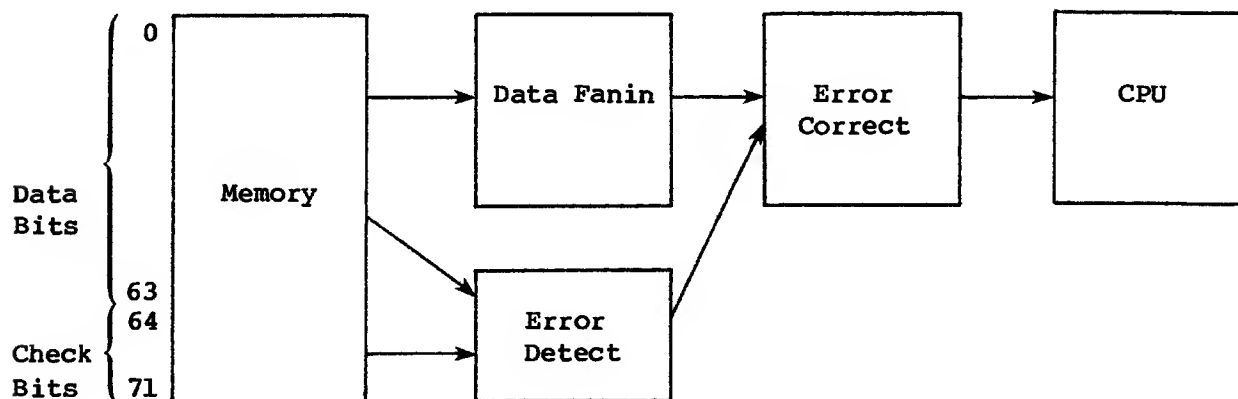 0
Data
Bits
63
64
Check
Bits
71
Memory
Data Fanin
Error
Correct
CPU
Error
Detect